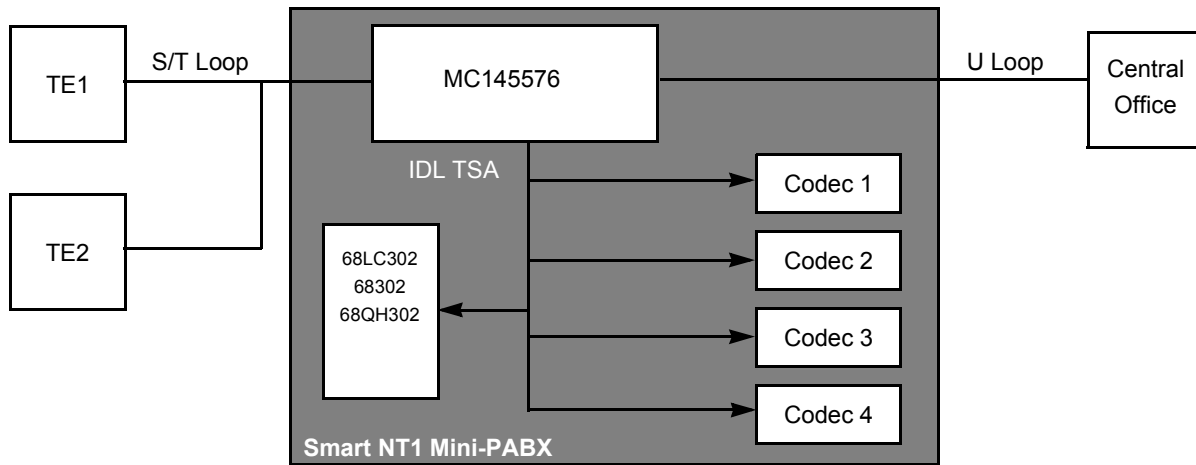 TE1
S/T Loop
MC145576
U Loop
Central
Office
IDL TSA
Codec 1
TE2
68LC302
68302
68QH302
Codec 2
Codec 3
Codec 4
Smart NT1 Mini-PABX